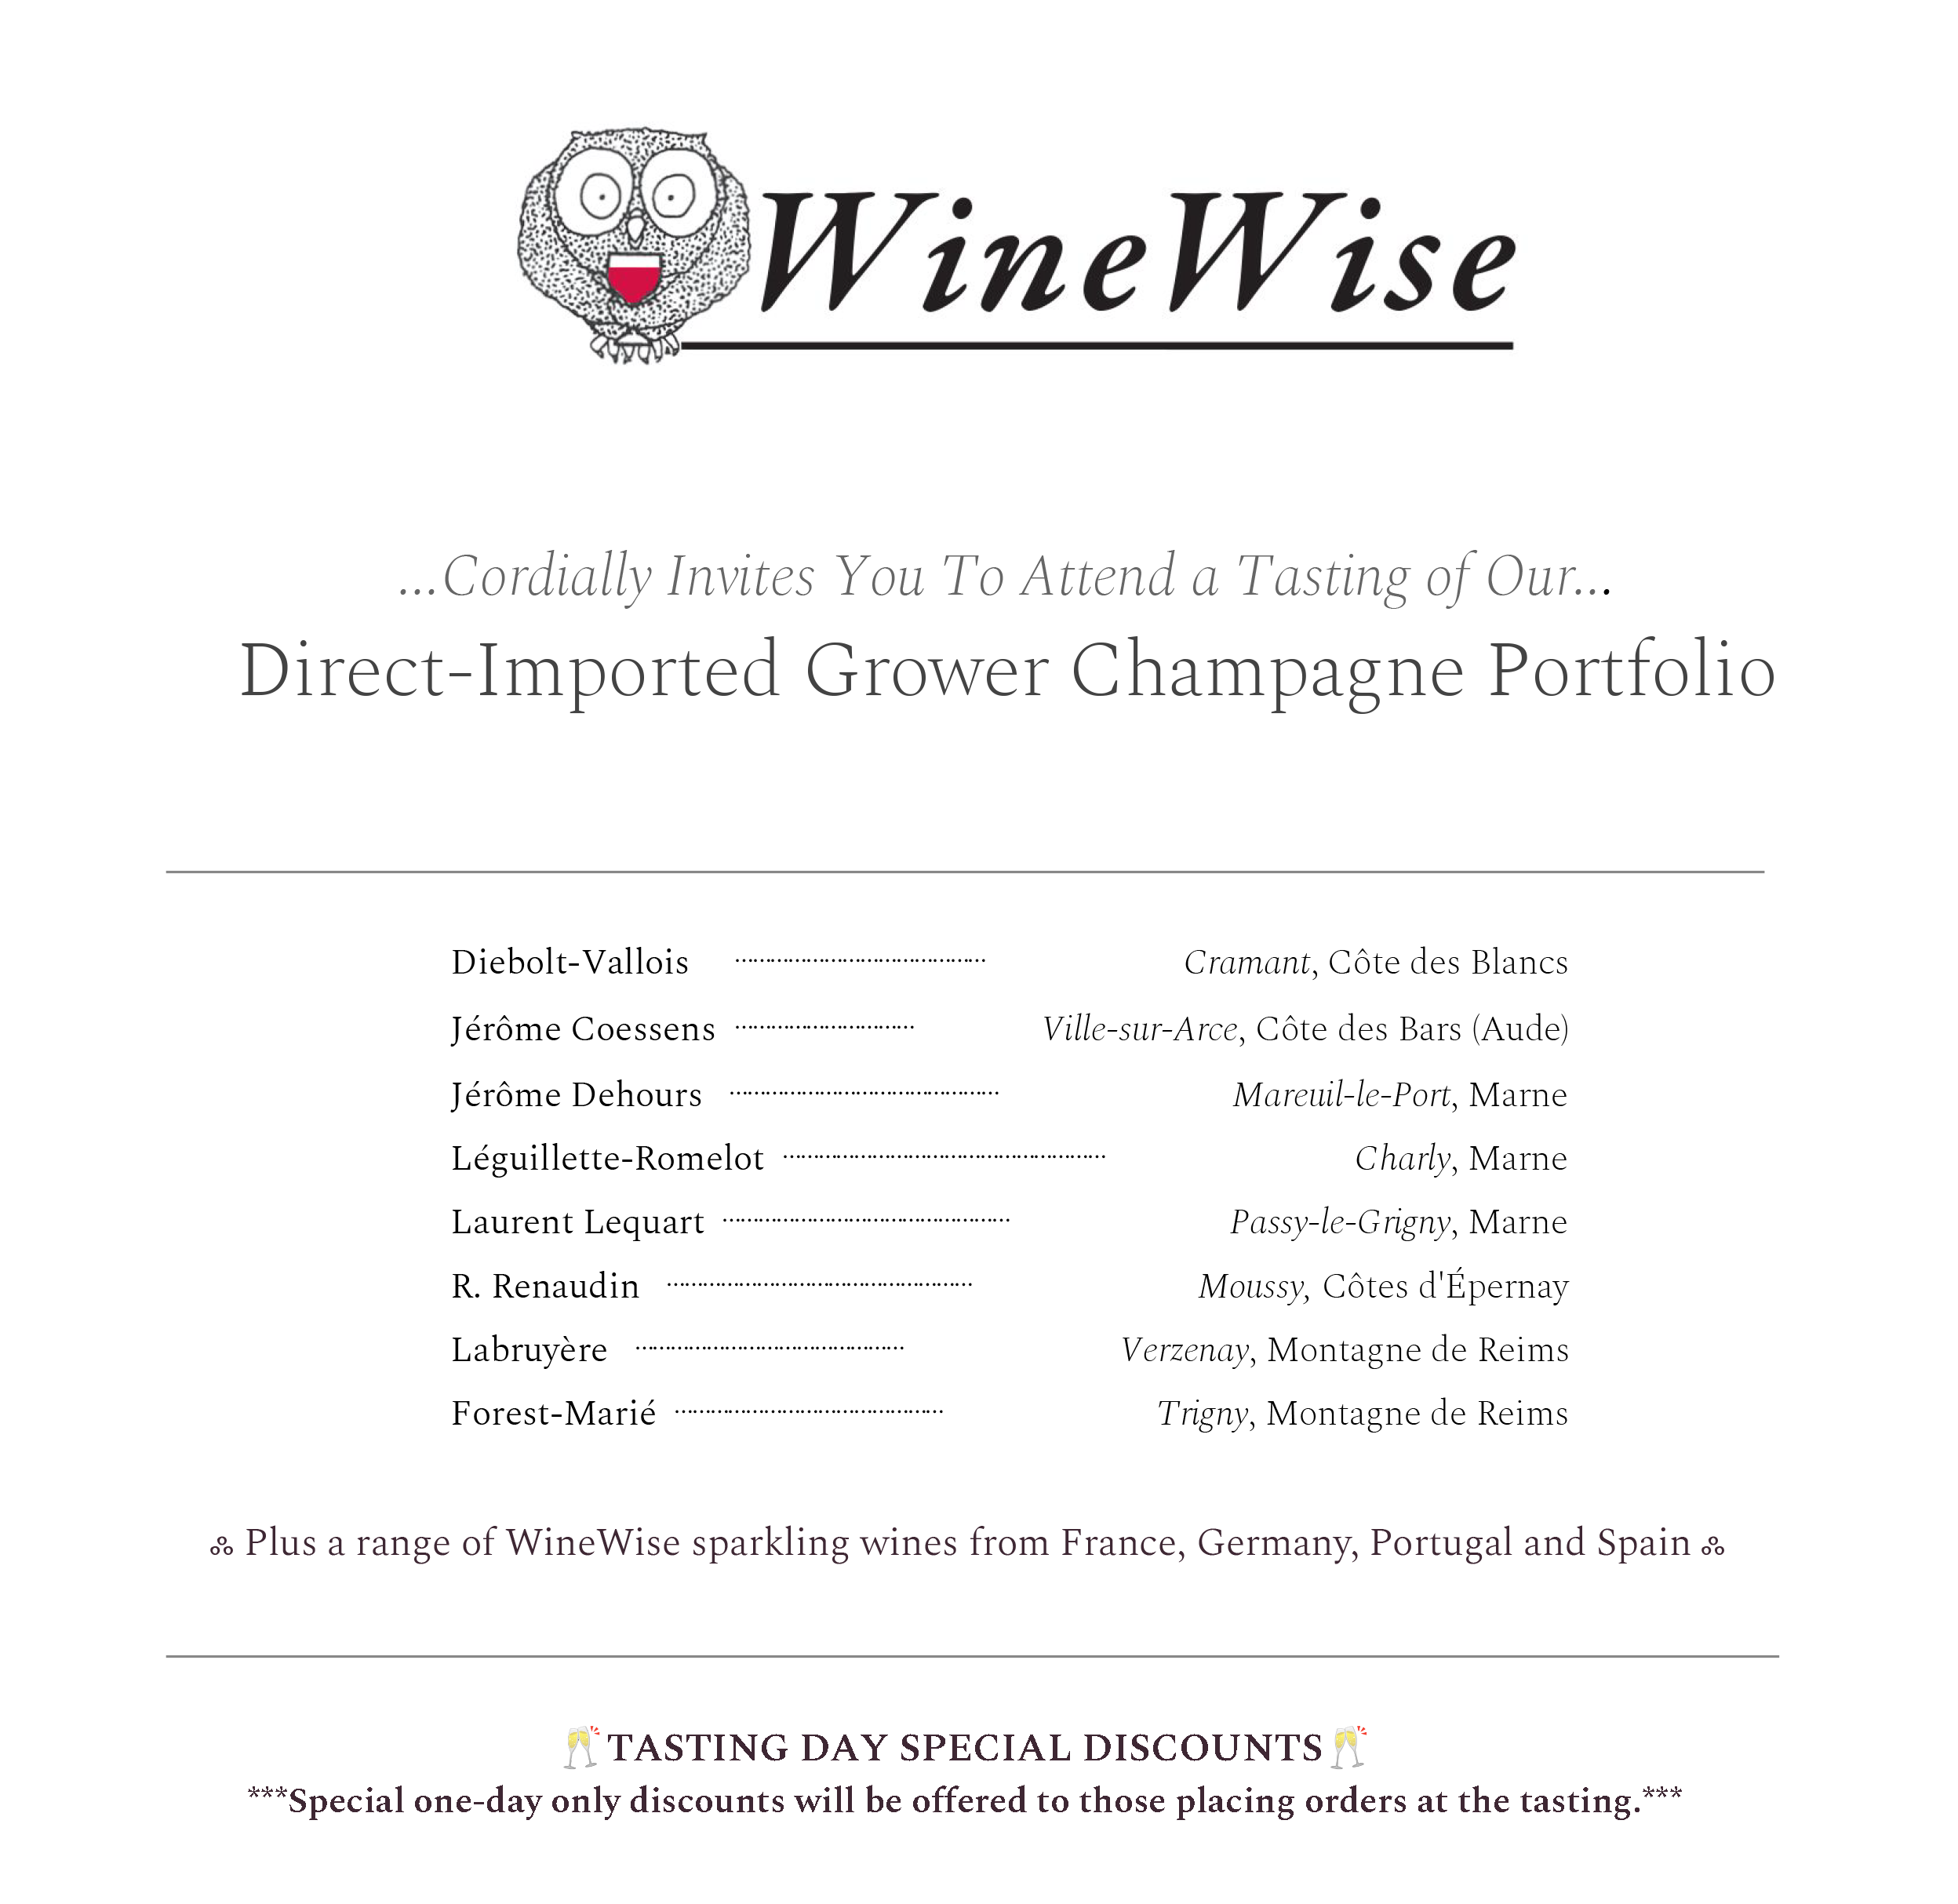 WineWise
...Cordially Invites You To Attend a Tasting of Our...
Direct-Imported Grower Champagne Portfolio
Diebolt-Vallois .......................................... Cramant, Côte des Blancs
Jérôme Coessens .............................. Ville-sur-Arce, Côte des Bars (Aude)
Jérôme Dehours ............................................. Mareuil-le-Port, Marne
Léguillette-Romelot ...................................................... Charly, Marne
Laurent Lequart ................................................ Passy-le-Grigny, Marne
R. Renaudin ................................................... Moussy, Côtes d'Épernay
Labruyère ............................................. Verzenay, Montagne de Reims
Forest-Marié ............................................. Trigny, Montagne de Reims
Plus a range of WineWise sparkling wines from France, Germany, Portugal and Spain
🥂TASTING DAY SPECIAL DISCOUNTS🥂
***Special one-day only discounts will be offered to those placing orders at the tasting.***